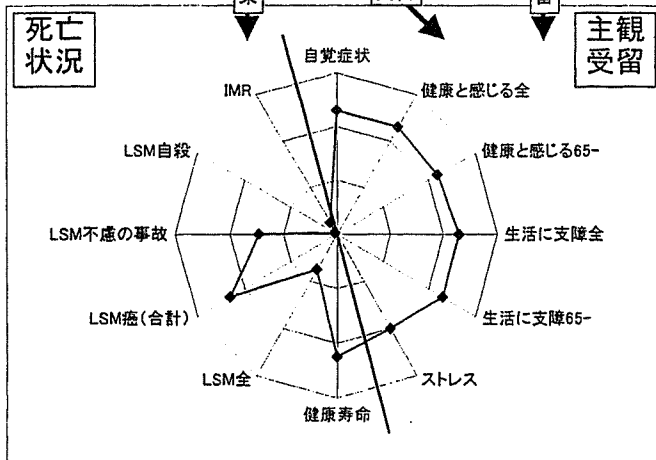 死亡
状況
主観
受留
自覚症状
IMR
健康と感じる全
LSM自殺
健康と感じる65-
LSM不慮の事故
生活に支障全
LSM癌(合計)
生活に支障65-
LSM全
ストレス
健康寿命